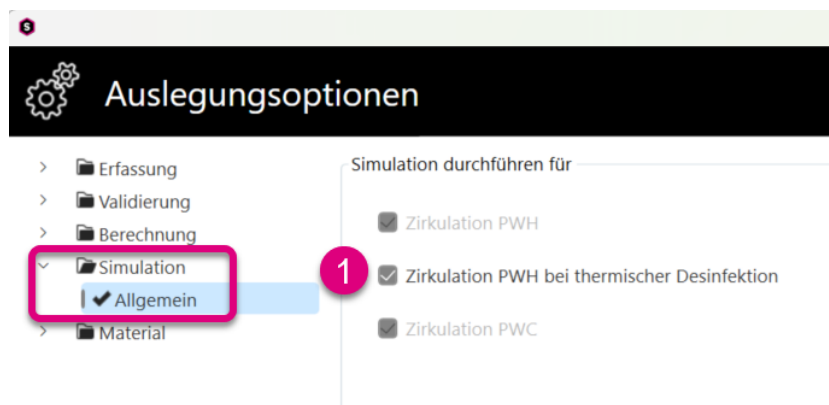 S
Auslegungsoptionen
Erfassung
Validierung
Berechnung
Simulation
Allgemein
Material
Simulation durchführen für
Zirkulation PWH
1
Zirkulation PWH bei thermischer Desinfektion
Zirkulation PWC